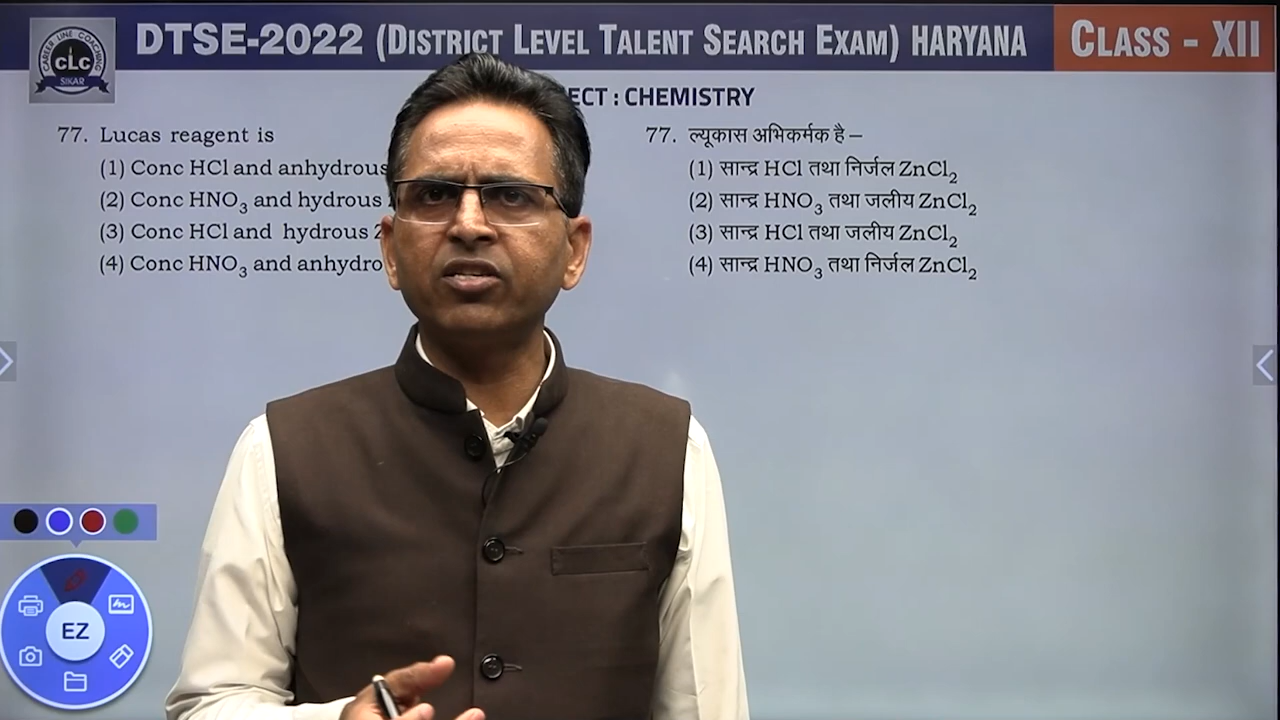 DTSE-2022 (DISTRICT LEVEL TALENT SEARCH EXAM) HARYANA
CLASS - XII
CAREER LINE COACHING
CLC
SIKAR
ECT : CHEMISTRY
77. Lucas reagent is
(1) Conc HCl and anhydrous
(2) Conc HNO₃ and hydrous
(3) Conc HCl and hydrous
(4) Conc HNO₃ and anhydro
77. ल्यूकास अभिकर्मक है –
(1) सान्द्र HCl तथा निर्जल ZnCl₂
(2) सान्द्र HNO₃ तथा जलीय ZnCl₂
(3) सान्द्र HCl तथा जलीय ZnCl₂
(4) सान्द्र HNO₃ तथा निर्जल ZnCl₂
EZ